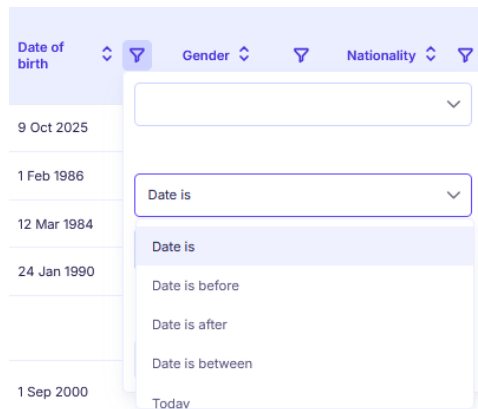 Date of
birth
Gender
Nationality
9 Oct 2025
1 Feb 1986
Date is
12 Mar 1984
Date is
24 Jan 1990
Date is before
Date is after
Date is between
1 Sep 2000
Today